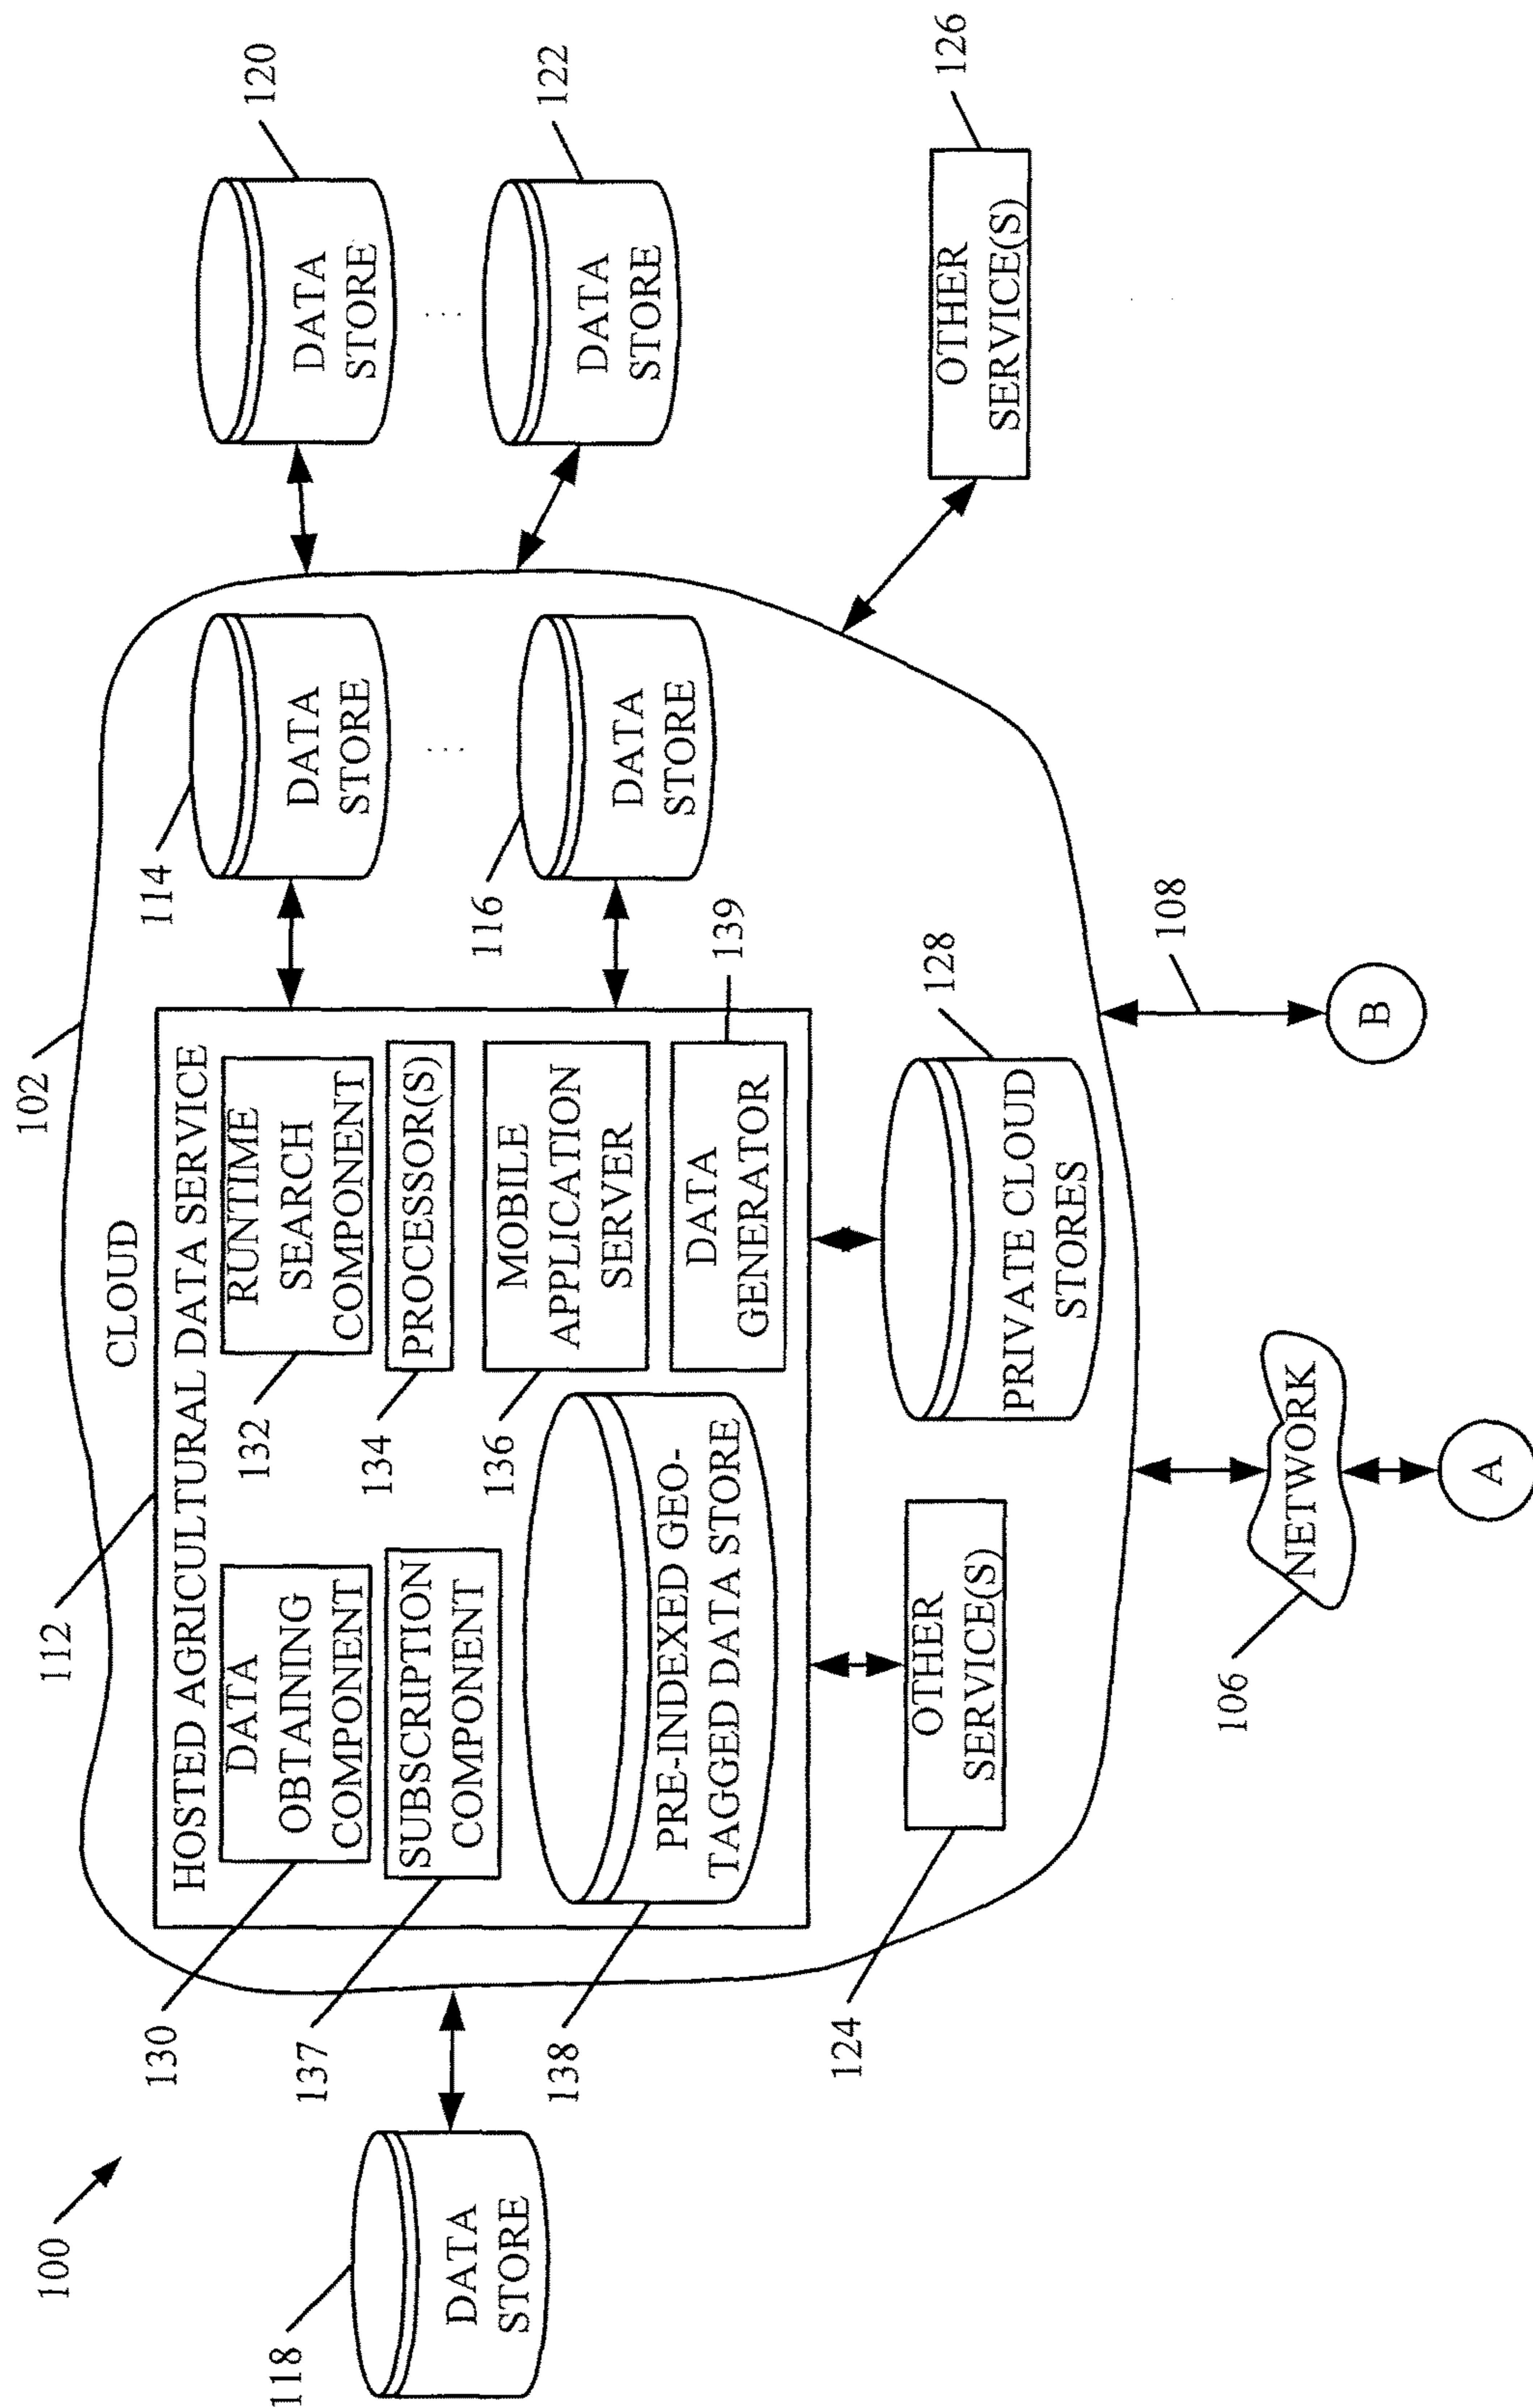 100
102
CLOUD
112
HOSTED AGRICULTURAL DATA SERVICE
130
DATA
OBTAINING
COMPONENT
132
RUNTIME
SEARCH
COMPONENT
137
SUBSCRIPTION
COMPONENT
134
PROCESSOR(S)
136
MOBILE
APPLICATION
SERVER
138
PRE-INDEXED GEO-
TAGGED DATA STORE
139
DATA
GENERATOR
114
DATA
STORE
...
116
DATA
STORE
118
DATA
STORE
120
DATA
STORE
...
122
DATA
STORE
124
OTHER
SERVICE(S)
128
PRIVATE CLOUD
STORES
126
OTHER
SERVICE(S)
106
NETWORK
108
A
B